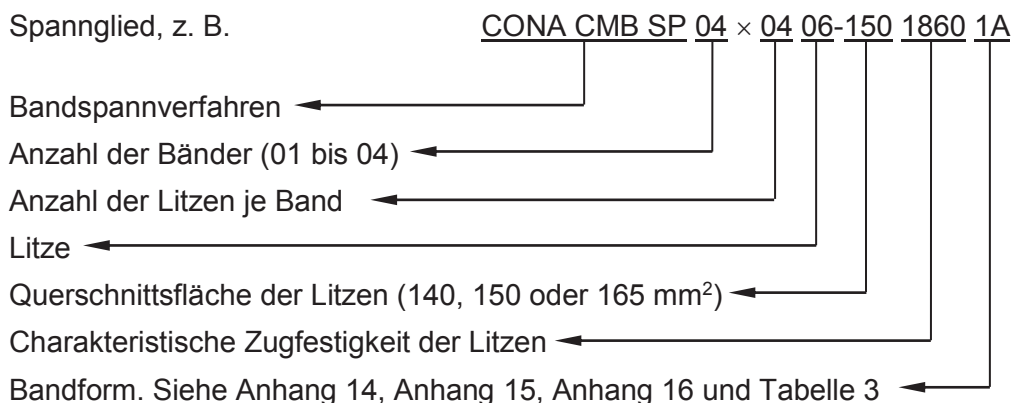 Spannglied, z. B. CONA CMB SP 04 × 04 06-150 1860 1A
Bandspannverfahren
Anzahl der Bänder (01 bis 04)
Anzahl der Litzen je Band
Litze
Querschnittsfläche der Litzen (140, 150 oder 165 mm²)
Charakteristische Zugfestigkeit der Litzen
Bandform. Siehe Anhang 14, Anhang 15, Anhang 16 und Tabelle 3